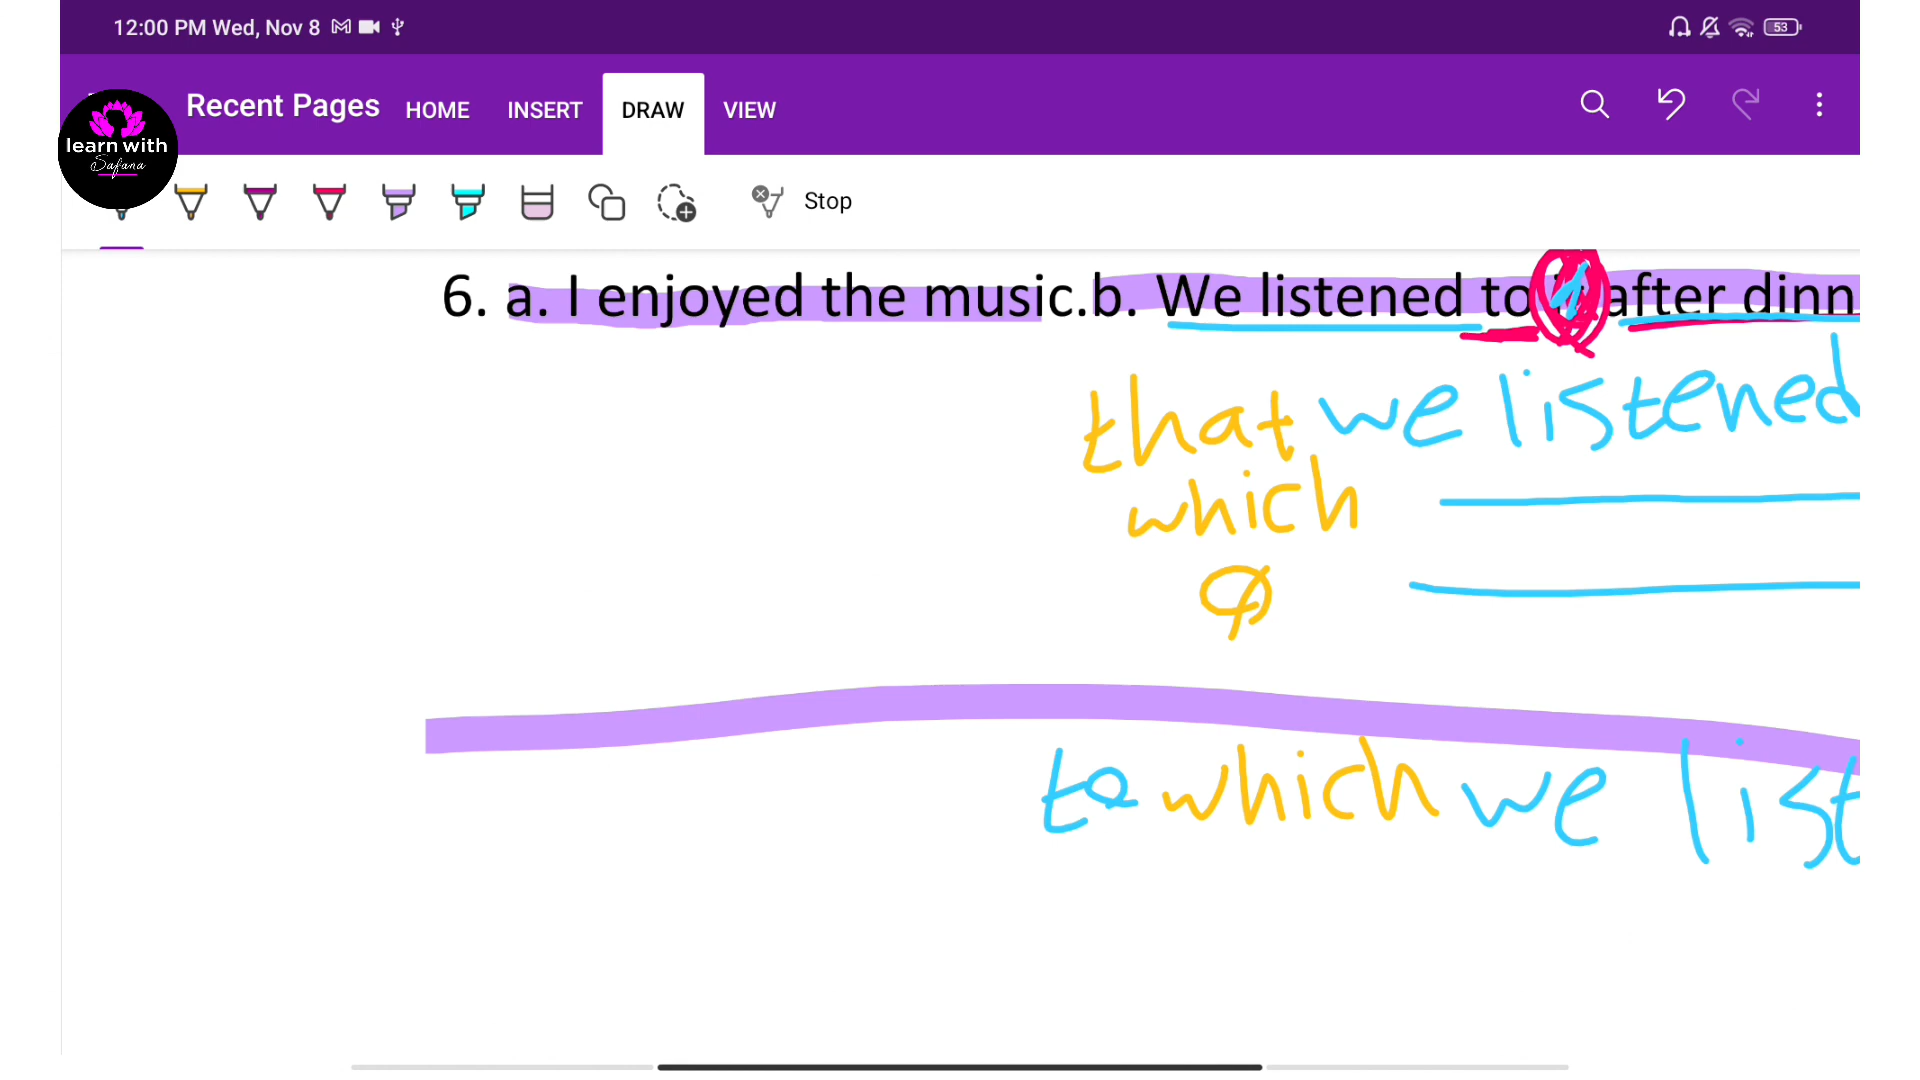 12:00 PM Wed, Nov 8
53
Recent Pages HOME INSERT DRAW VIEW
learn with
Safana
Stop
6. a. I enjoyed the music.b. We listened to after dinn
that we listened
which
Ø
to which we list